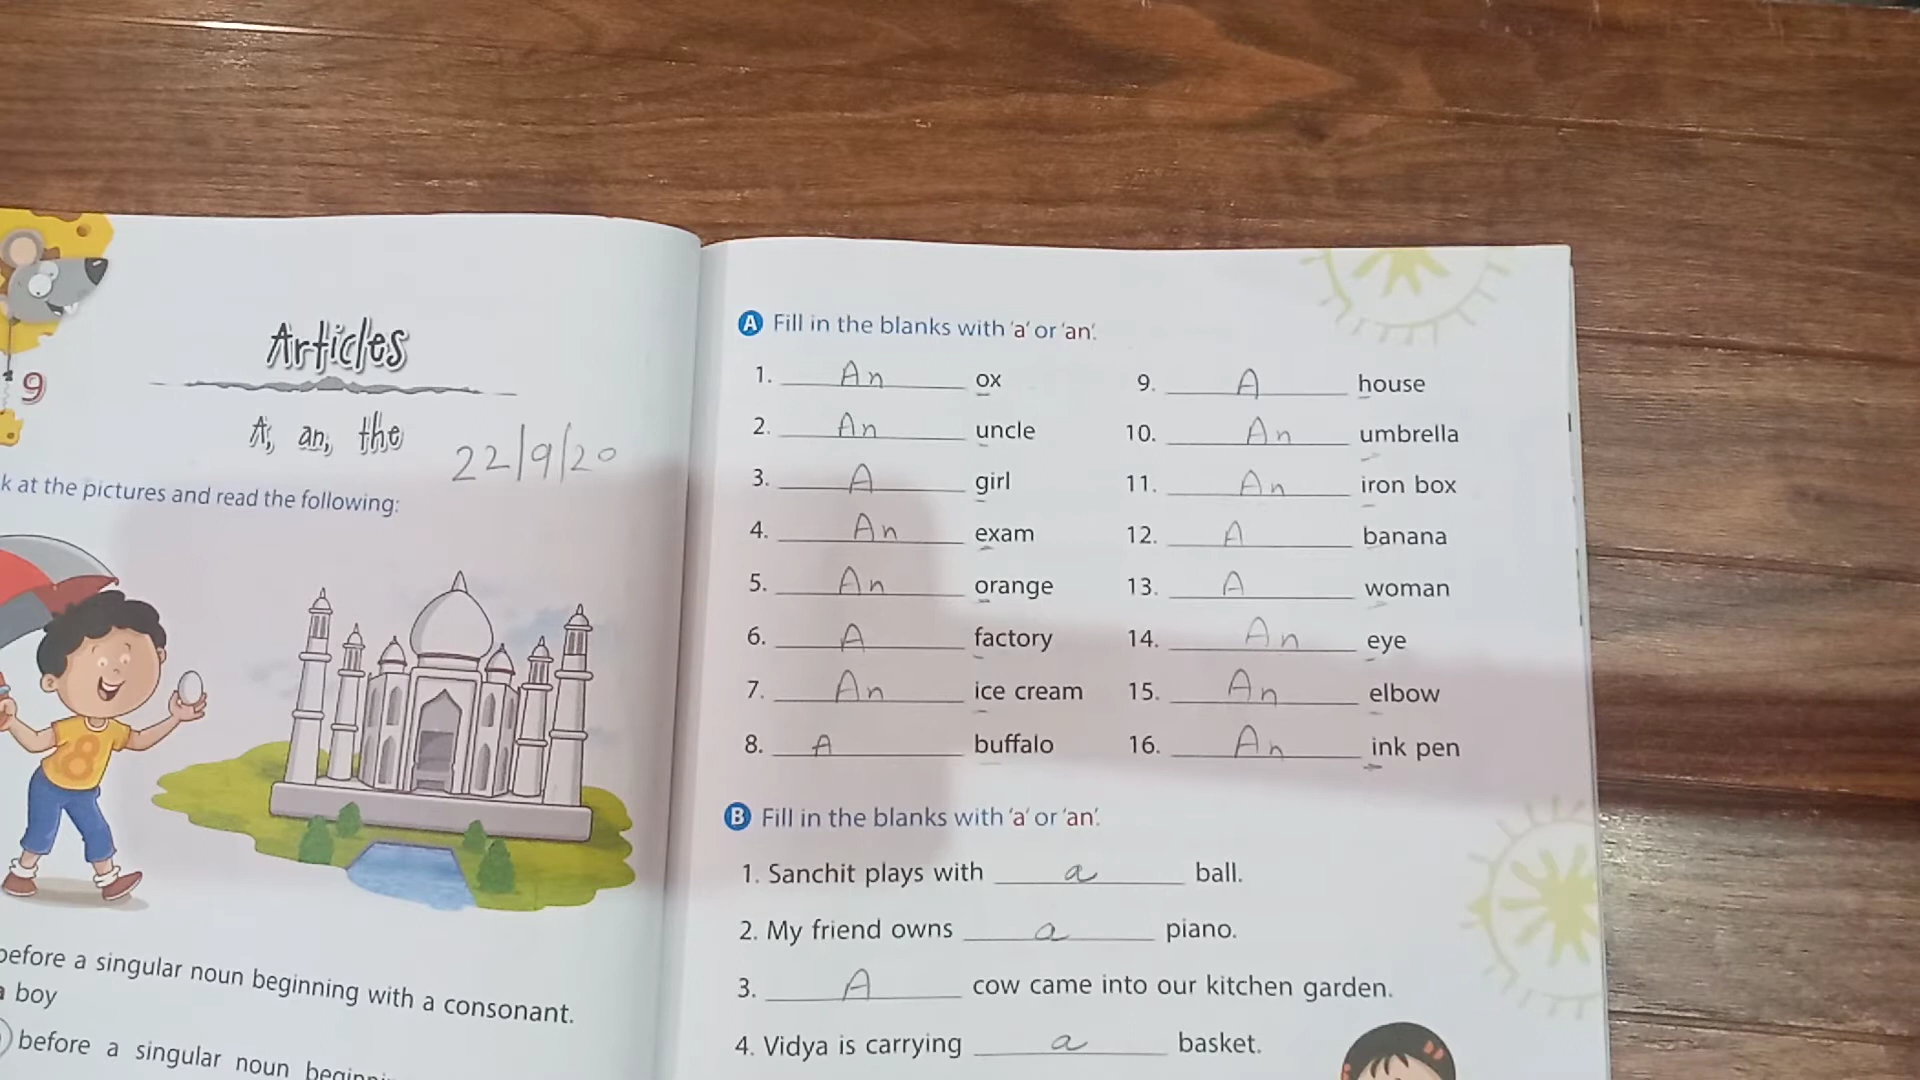 9
Articles
A, an, the
22/9/20
k at the pictures and read the following:
8
before a singular noun beginning with a consonant.
a boy
before a singular noun
A Fill in the blanks with 'a' or 'an'.
1. An ox
2. An uncle
3. A girl
4. An exam
5. An orange
6. A factory
7. An ice cream
8. A buffalo
9. A house
10. An umbrella
11. An iron box
12. A banana
13. A woman
14. An eye
15. An elbow
16. An ink pen
B Fill in the blanks with 'a' or 'an'.
1. Sanchit plays with a ball.
2. My friend owns a piano.
3. A cow came into our kitchen garden.
4. Vidya is carrying a basket.